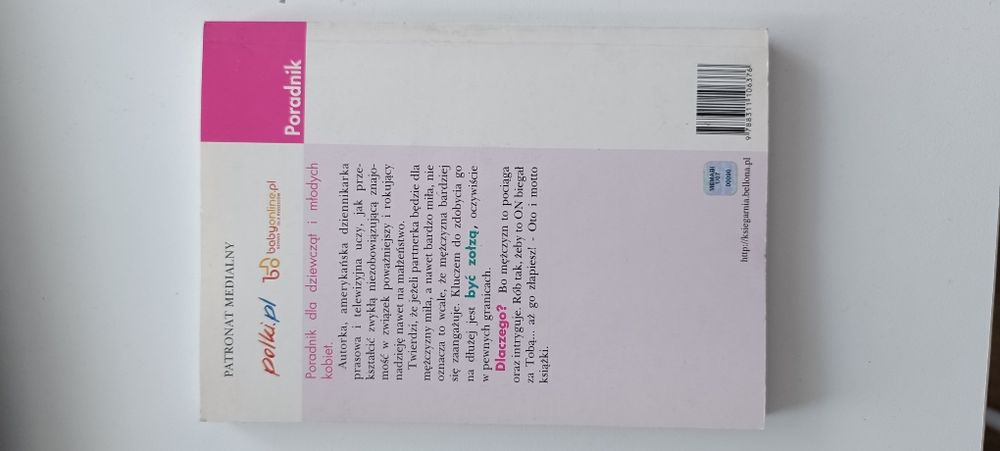 PATRONAT MEDIALNY
polki.pl
babyonline.pl
Poradnik
Poradnik dla dziewcząt i młodych
kobiet.
Autorka, amerykańska dziennikarka
prasowa i telewizyjna uczy, jak prze-
kształcić zwykłą niezobowiązującą znajo-
mość w związek poważniejszy i rokujący
nadzieję nawet na małżeństwo.
Twierdzi, że jeżeli partnerka będzie dla
mężczyzny miła, a nawet bardzo miła, nie
oznacza to wcale, że mężczyzna bardziej
się zaangażuje. Kluczem do zdobycia go
na dłużej jest być zołzą, oczywiście
w pewnych granicach.
Dlaczego? Bo mężczyzn to pociąga
oraz intryguje. Rób tak, żeby to ON biegał
za Tobą... aż go złapiesz! - Oto i motto
książki.
9 788311 106376
http://ksiegarnia.bellona.pl